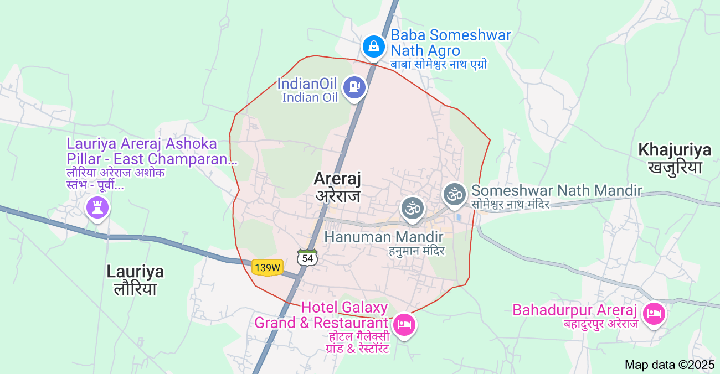 Baba Someshwar
Nath Agro
बाबा सोमेश्वर नाथ एग्रो
IndianOil
Indian Oil
Lauriya Areraj Ashoka
Pillar - East Champaran...
लौरिया अरेराज अशोक
स्तंभ - पूर्वी...
Khajuriya
खजुरिया
Areraj
अरेराज
Someshwar Nath Mandir
सोमेश्वर नाथ मंदिर
Hanuman Mandir
हनुमान मंदिर
54
139W
Lauriya
लौरिया
Hotel Galaxy
Grand & Restaurant
होटल गैलेक्सी
ग्रांड & रेस्टोरेंट
Bahadurpur Areraj
बहादुरपुर अरेराज
Map data ©2025